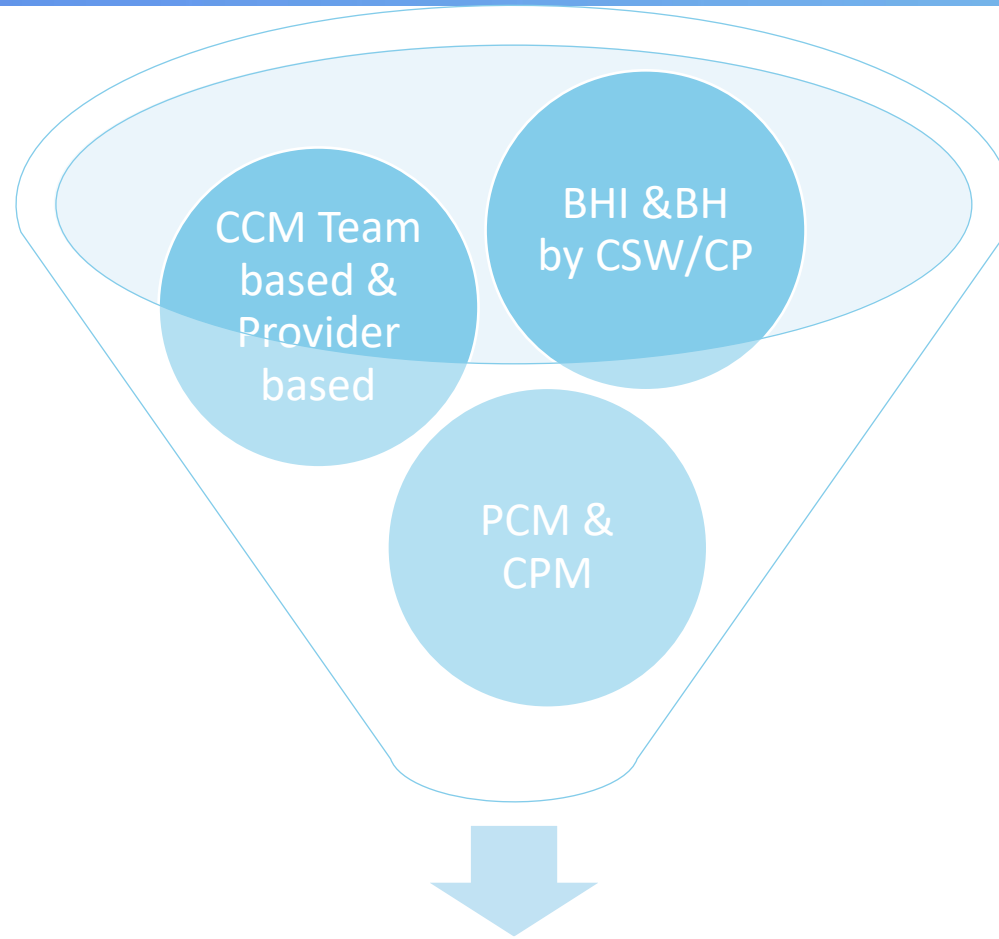 CCM Team
based &
Provider
based
BHI &BH
by CSW/CP
PCM &
CPM